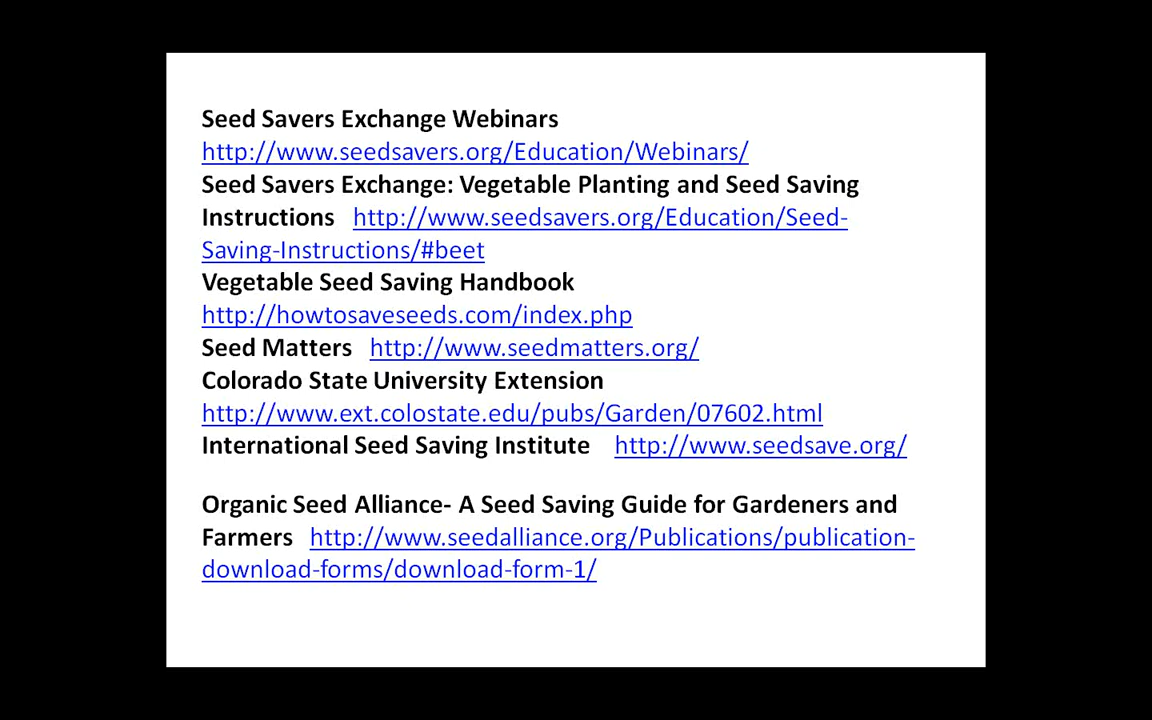 Seed Savers Exchange Webinars
http://www.seedsavers.org/Education/Webinars/
Seed Savers Exchange: Vegetable Planting and Seed Saving
Instructions http://www.seedsavers.org/Education/Seed-
Saving-Instructions/#beet
Vegetable Seed Saving Handbook
http://howtosaveseeds.com/index.php
Seed Matters http://www.seedmatters.org/
Colorado State University Extension
http://www.ext.colostate.edu/pubs/Garden/07602.html
International Seed Saving Institute http://www.seedsave.org/
Organic Seed Alliance- A Seed Saving Guide for Gardeners and
Farmers http://www.seedalliance.org/Publications/publication-
download-forms/download-form-1/